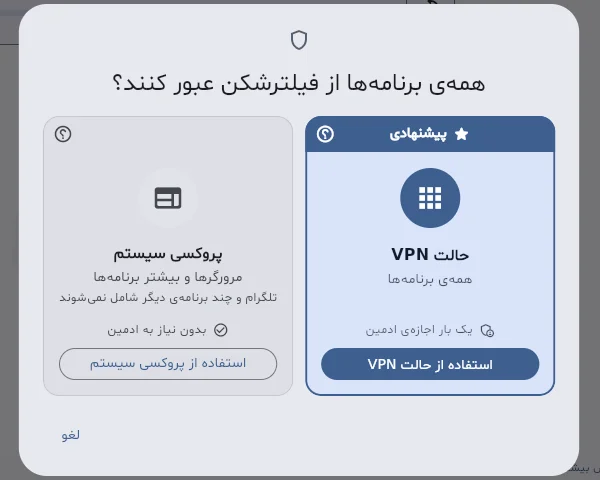 همه‌ی برنامه‌ها از فیلترشکن عبور کنند؟
پیشنهادی
حالت VPN
همه‌ی برنامه‌ها
یک بار اجازه‌ی ادمین
استفاده از حالت VPN
پروکسی سیستم
مرورگرها و بیشتر برنامه‌ها
تلگرام و چند برنامه‌ی دیگر شامل نمی‌شوند
بدون نیاز به ادمین
استفاده از پروکسی سیستم
لغو